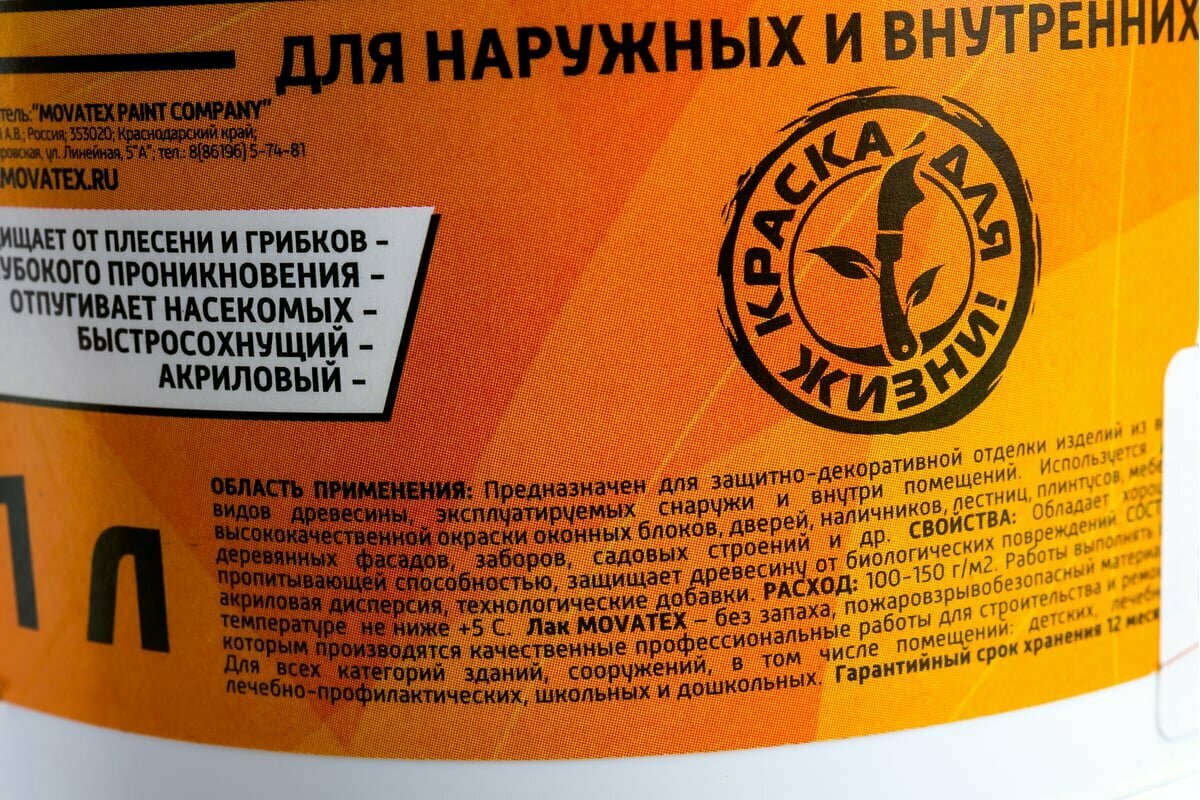 ДЛЯ НАРУЖНЫХ И ВНУТРЕННИХ
"MOVATEX PAINT COMPANY"
А.В.; Россия; 353020; Краснодарский край;
ул. Линейная, 5"А"; тел.: 8(86196) 5-74-81
MOVATEX.RU
ОТ ПЛЕСЕНИ И ГРИБКОВ -
ПРОНИКНОВЕНИЯ -
ОТПУГИВАЕТ НАСЕКОМЫХ -
БЫСТРОСОХНУЩИЙ -
АКРИЛОВЫЙ -
КРАСКА ДЛЯ ЖИЗНИ!
Л
ОБЛАСТЬ ПРИМЕНЕНИЯ: Предназначен для защитно-декоративной отделки изделий из
видов древесины, эксплуатируемых снаружи и внутри помещений. Используется
высококачественной окраски оконных блоков, дверей, наличников, лестниц, плинтусов,
деревянных фасадов, заборов, садовых строений и др. СВОЙСТВА: Обладает
пропитывающей способностью, защищает древесину от биологических повреждений.
акриловая дисперсия, технологические добавки. РАСХОД: 100-150 г/м2. Работы выполнять
температуре не ниже +5 С. Лак MOVATEX – без запаха, пожаровзрывобезопасный
которым производятся качественные профессиональные работы для строительства и
Для всех категорий зданий, сооружений, в том числе помещений: детских,
лечебно-профилактических, школьных и дошкольных. Гарантийный срок хранения 12